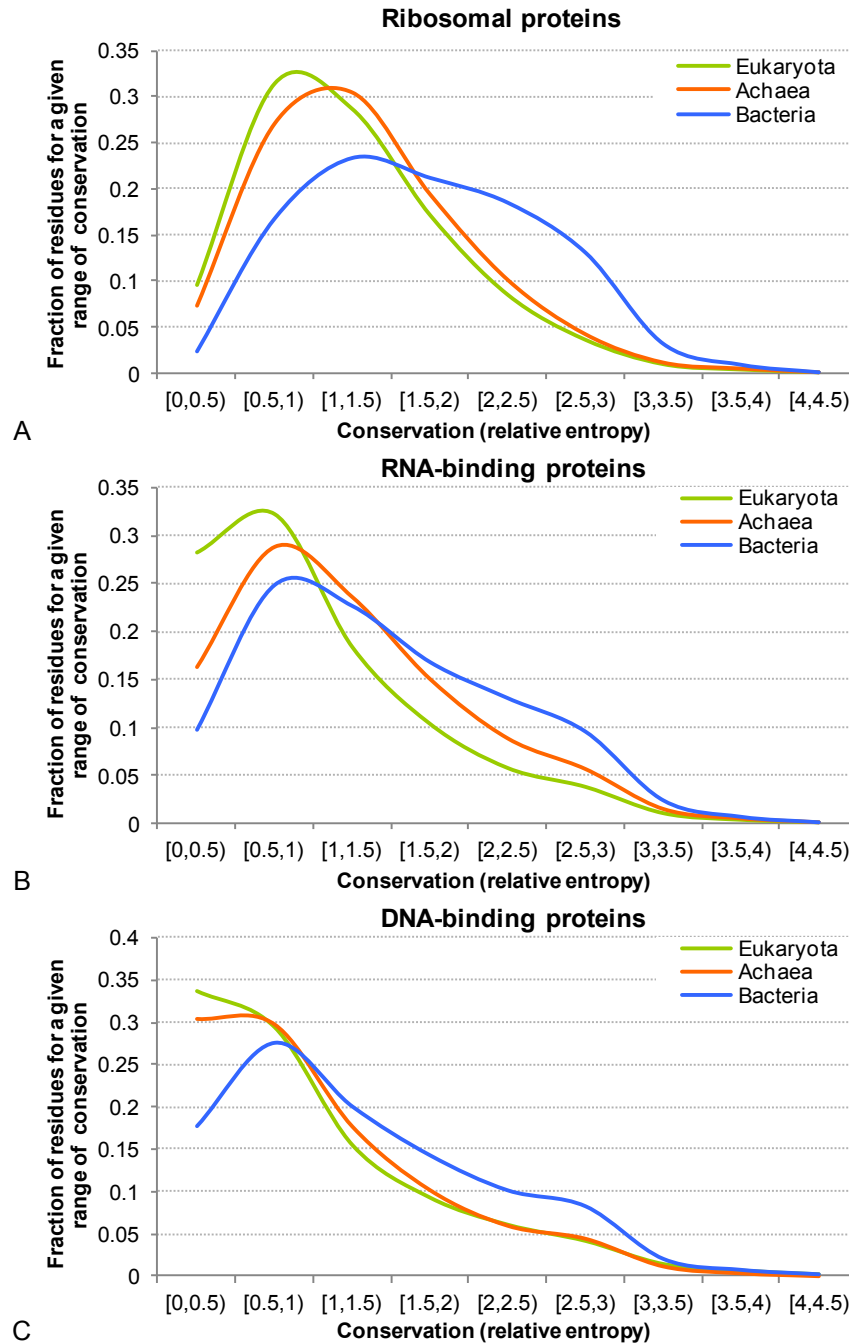 Ribosomal proteins
Fraction of residues for a given
range of conservation
0.35
0.3
0.25
0.2
0.15
0.1
0.05
0
Eukaryota
Achaea
Bacteria
[0,0.5) [0.5,1) [1,1.5) [1.5,2) [2,2.5) [2.5,3) [3,3.5) [3.5,4) [4,4.5)
A
Conservation (relative entropy)
RNA-binding proteins
Fraction of residues for a given
range of conservation
0.35
0.3
0.25
0.2
0.15
0.1
0.05
0
Eukaryota
Achaea
Bacteria
[0,0.5) [0.5,1) [1,1.5) [1.5,2) [2,2.5) [2.5,3) [3,3.5) [3.5,4) [4,4.5)
B
Conservation (relative entropy)
DNA-binding proteins
Fraction of residues for a given
range of conservation
0.4
0.35
0.3
0.25
0.2
0.15
0.1
0.05
0
Eukaryota
Achaea
Bacteria
[0,0.5) [0.5,1) [1,1.5) [1.5,2) [2,2.5) [2.5,3) [3,3.5) [3.5,4) [4,4.5)
C
Conservation (relative entropy)